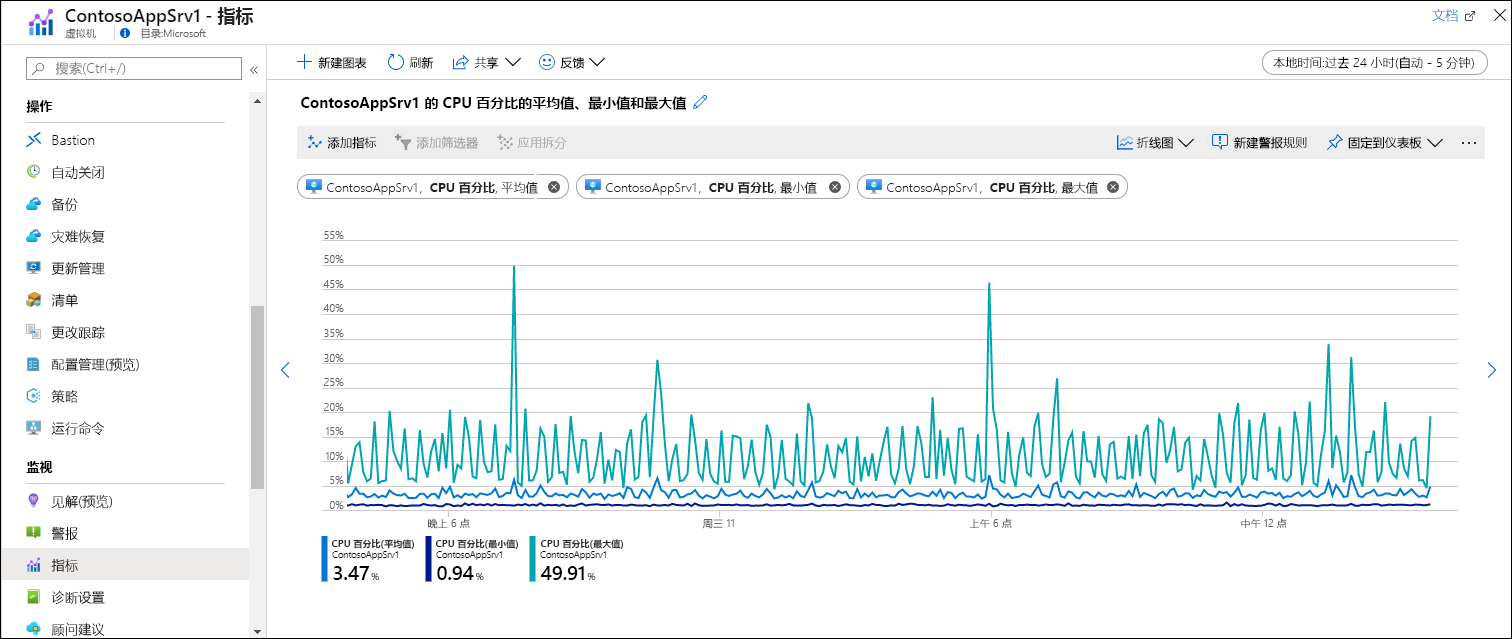 ContosoAppSrv1 - 指标
虚拟机
目录:Microsoft
文档
搜索(Ctrl+/)
操作
Bastion
自动关闭
备份
灾难恢复
更新管理
清单
更改跟踪
配置管理(预览)
策略
运行命令
监视
见解(预览)
警报
指标
诊断设置
顾问建议
新建图表 刷新 共享 反馈
本地时间:过去 24 小时(自动 - 5 分钟)
ContosoAppSrv1 的 CPU 百分比的平均值、最小值和最大值
添加指标 添加筛选器 应用拆分 折线图 新建警报规则 固定到仪表板
ContosoAppSrv1, CPU 百分比, 平均值 ContosoAppSrv1, CPU 百分比, 最小值 ContosoAppSrv1, CPU 百分比, 最大值
55%
50%
45%
40%
35%
30%
25%
20%
15%
10%
5%
0%
晚上 6 点 周三 11 上午 6 点 中午 12 点
CPU 百分比(平均值) CPU 百分比(最小值) CPU 百分比(最大值)
ContosoAppSrv1 ContosoAppSrv1 ContosoAppSrv1
3.47 % 0.94 % 49.91 %